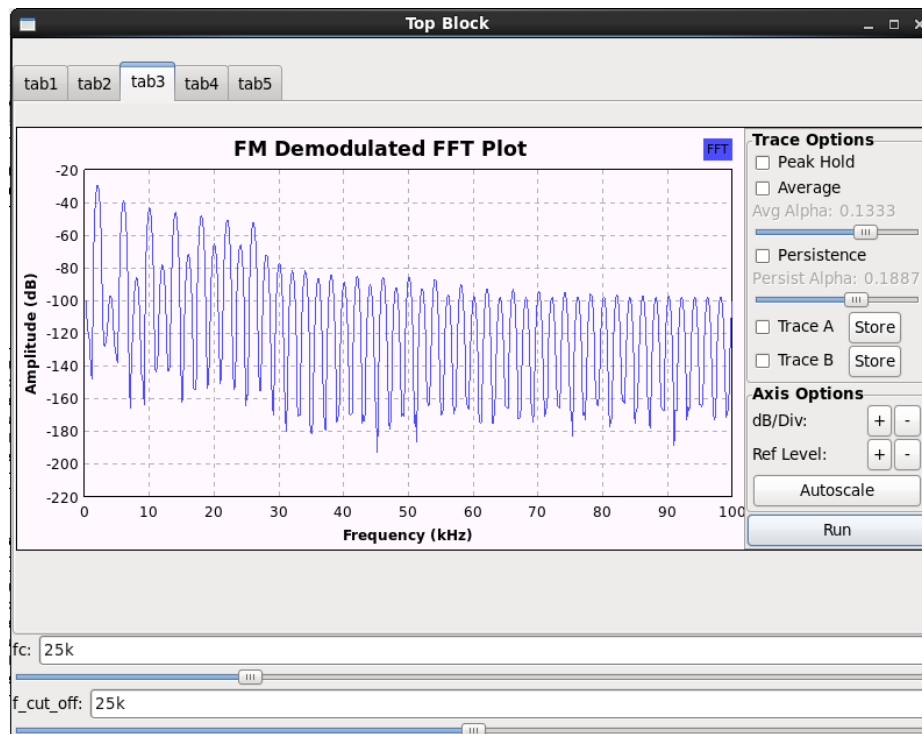 Top Block
tab1 tab2 tab3 tab4 tab5
FM Demodulated FFT Plot
FFT
Amplitude (dB)
-20
-40
-60
-80
-100
-120
-140
-160
-180
-200
-220
0 10 20 30 40 50 60 70 80 90 100
Frequency (kHz)
Trace Options
Peak Hold
Average
Avg Alpha: 0.1333
Persistence
Persist Alpha: 0.1887
Trace A Store
Trace B Store
Axis Options
dB/Div: + -
Ref Level: + -
Autoscale
Run
fc: 25k
f_cut_off: 25k